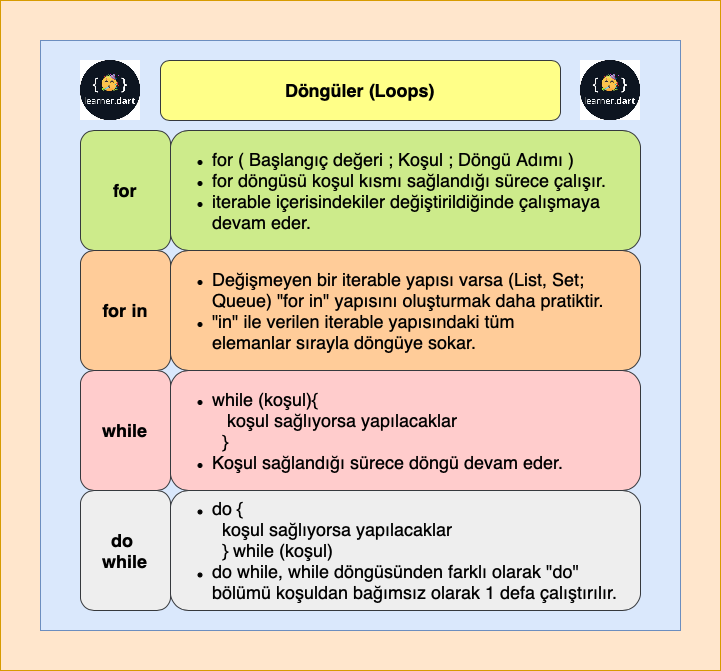 {🥳}
learner.dart
Döngüler (Loops)
{🥳}
learner.dart
for
• for ( Başlangıç değeri ; Koşul ; Döngü Adımı )
• for döngüsü koşul kısmı sağlandığı sürece çalışır.
• iterable içerisindekiler değiştirildiğinde çalışmaya
devam eder.
for in
• Değişmeyen bir iterable yapısı varsa (List, Set;
Queue) "for in" yapısını oluşturmak daha pratiktir.
• "in" ile verilen iterable yapısındaki tüm
elemanlar sırayla döngüye sokar.
while
• while (koşul){
koşul sağlıyorsa yapılacaklar
}
• Koşul sağlandığı sürece döngü devam eder.
do
while
• do {
koşul sağlıyorsa yapılacaklar
} while (koşul)
• do while, while döngüsünden farklı olarak "do"
bölümü koşuldan bağımsız olarak 1 defa çalıştırılır.